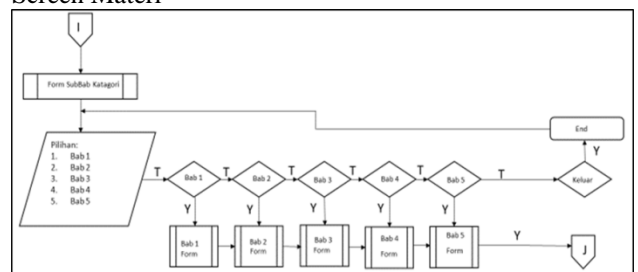 Screen Materi
I
Form SubBab Katagori
End
Pilihan:
1. Bab 1
2. Bab 2
3. Bab 3
4. Bab 4
5. Bab 5
T
Bab 1
T
Bab 2
T
Bab 3
T
Bab 4
T
Bab 5
T
Keluar
Y
Y
Y
Y
Y
Y
Bab 1
Form
Bab 2
Form
Bab 3
Form
Bab 4
Form
Bab 5
Form
Y
J